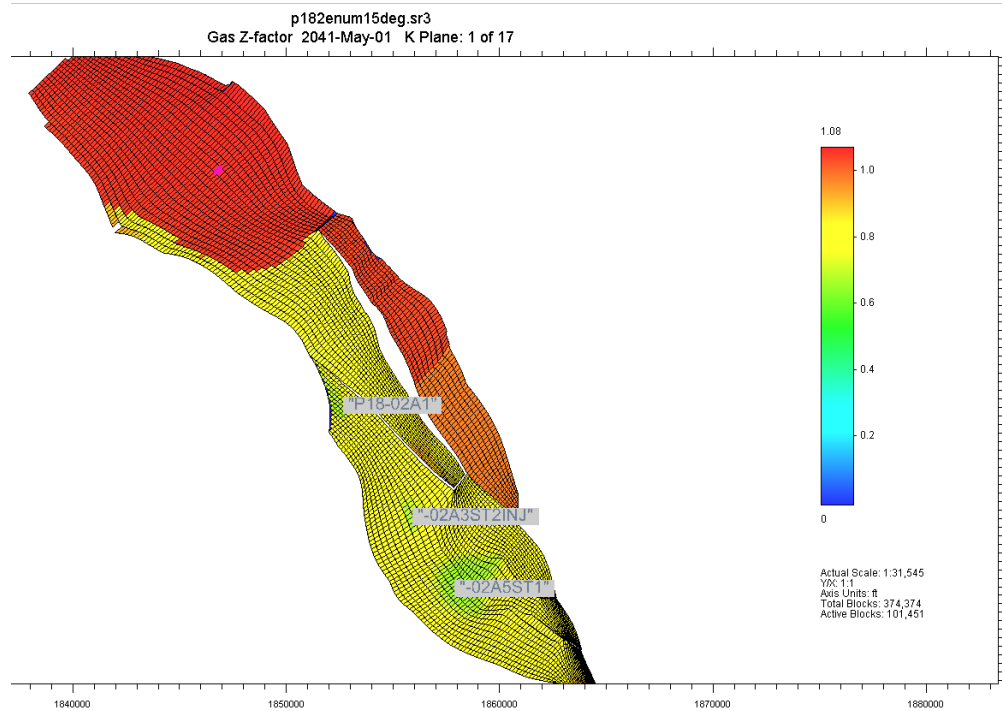 p182enum15deg.sr3
Gas Z-factor 2041-May-01 K Plane: 1 of 17
1.08
1.0
0.8
0.6
0.4
0.2
0
"P18-02A1"
"-02A3ST2INJ"
"-02A5ST1"
Actual Scale: 1:31,545
Y/X: 1:1
Axis Units: ft
Total Blocks: 374,374
Active Blocks: 101,451
1840000 1850000 1860000 1870000 1880000